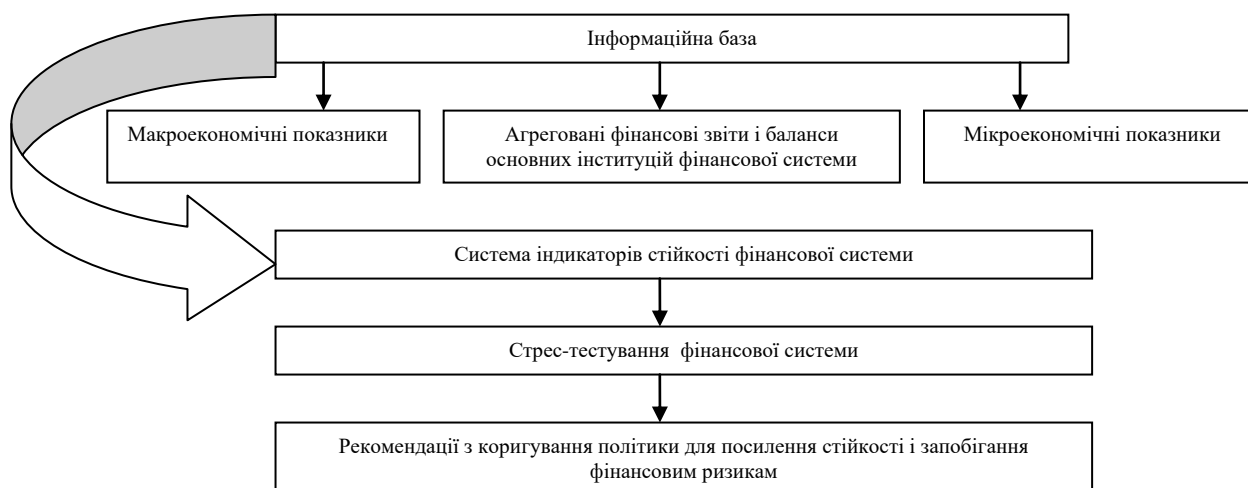 Інформаційна база
Макроекономічні показники
Агреговані фінансові звіти і баланси
основних інституцій фінансової системи
Мікроекономічні показники
Система індикаторів стійкості фінансової системи
Стрес-тестування фінансової системи
Рекомендації з коригування політики для посилення стійкості і запобігання
фінансовим ризикам